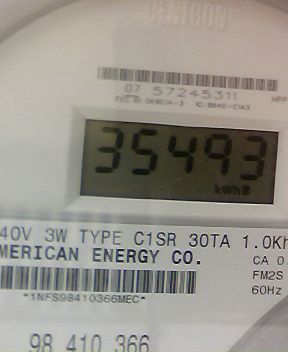 CENTRON®
07 57245311
35493
kWh
40V 3W TYPE C1SR 30TA 1.0Kh
MERICAN ENERGY CO.
CA 0.
FM2S
60Hz
*1NFS98410366MEC*
98 410 366